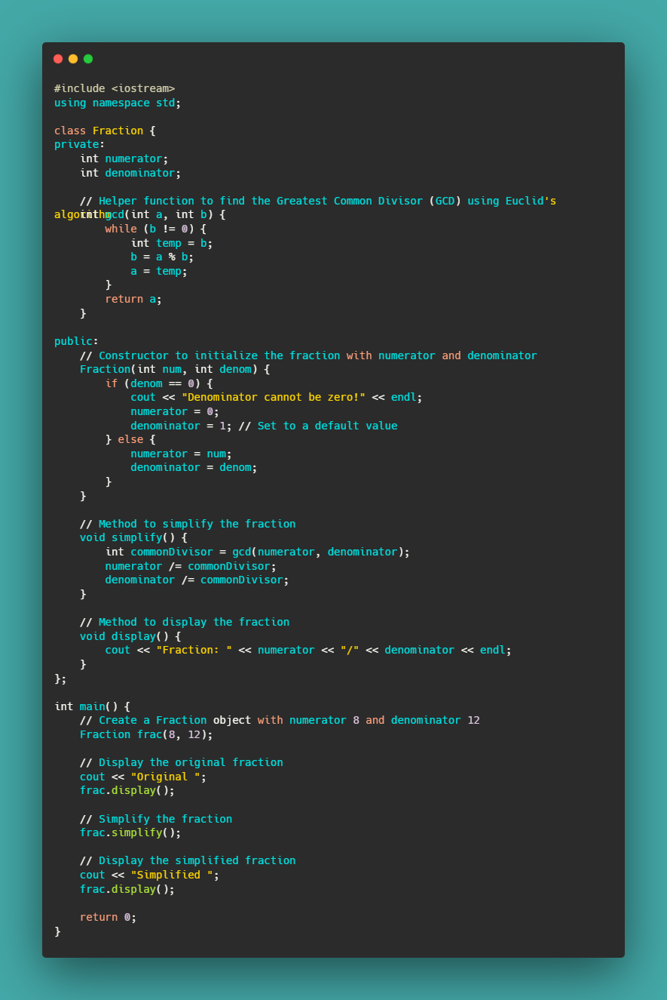 #include <iostream>
using namespace std;

class Fraction {
private:
    int numerator;
    int denominator;

    // Helper function to find the Greatest Common Divisor (GCD) using Euclid's
algorithm
    int gcd(int a, int b) {
        while (b != 0) {
            int temp = b;
            b = a % b;
            a = temp;
        }
        return a;
    }

public:
    // Constructor to initialize the fraction with numerator and denominator
    Fraction(int num, int denom) {
        if (denom == 0) {
            cout << "Denominator cannot be zero!" << endl;
            numerator = 0;
            denominator = 1; // Set to a default value
        } else {
            numerator = num;
            denominator = denom;
        }
    }

    // Method to simplify the fraction
    void simplify() {
        int commonDivisor = gcd(numerator, denominator);
        numerator /= commonDivisor;
        denominator /= commonDivisor;
    }

    // Method to display the fraction
    void display() {
        cout << "Fraction: " << numerator << "/" << denominator << endl;
    }
};

int main() {
    // Create a Fraction object with numerator 8 and denominator 12
    Fraction frac(8, 12);

    // Display the original fraction
    cout << "Original ";
    frac.display();

    // Simplify the fraction
    frac.simplify();

    // Display the simplified fraction
    cout << "Simplified ";
    frac.display();

    return 0;
}